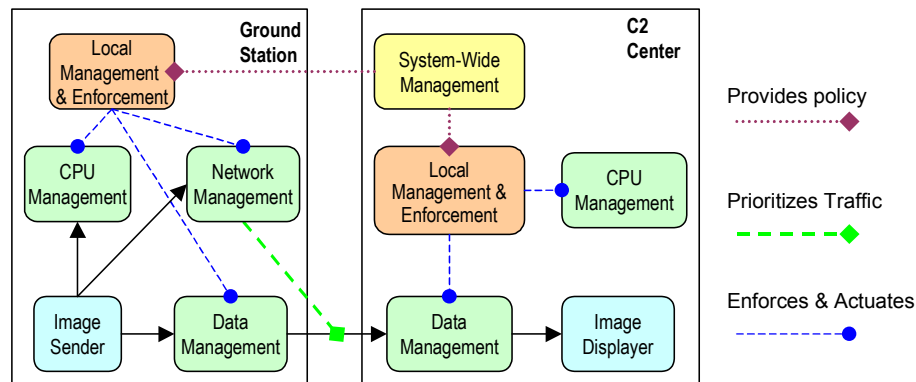 Ground
Station
Local
Management
& Enforcement
CPU
Management
Network
Management
Image
Sender
Data
Management
C2
Center
System-Wide
Management
Local
Management &
Enforcement
CPU
Management
Data
Management
Image
Displayer
Provides policy
Prioritizes Traffic
Enforces & Actuates